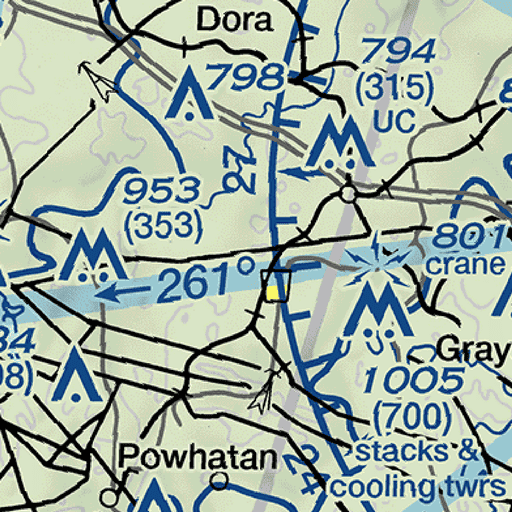 Dora
794
798
(315)
UC
27
953
(353)
801
crane
261°
Gray
1005
(700)
stacks &
cooling twrs
Powhatan